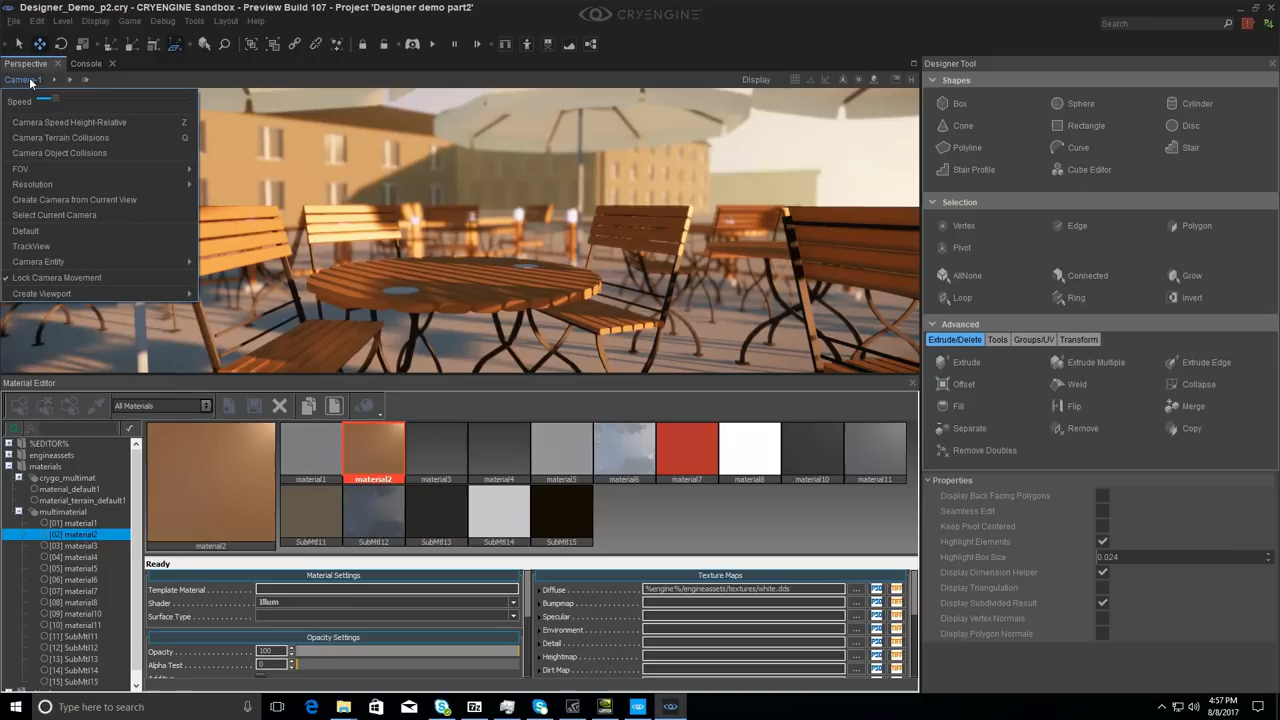 Designer_Demo_p2.cry - CRYENGINE Sandbox - Preview Build 107 - Project 'Designer demo part2'
CRYENGINE
File Edit Level Display Game Debug Tools Layout Help
Search
Perspective Console
Camera-1 Display H
Speed
Camera Speed Height-Relative Z
Camera Terrain Collisions Q
Camera Object Collisions
FOV
Resolution
Create Camera from Current View
Select Current Camera
Default
TrackView
Camera Entity
Lock Camera Movement
Create Viewport
Designer Tool
Shapes
Box Sphere Cylinder
Cone Rectangle Disc
Polyline Curve Stair
Stair Profile Cube Editor
Selection
Vertex Edge Polygon
Pivot
AllNone Connected Grow
Loop Ring Invert
Advanced
Extrude/Delete Tools Groups/UV Transform
Extrude Extrude Multiple Extrude Edge
Offset Weld Collapse
Fill Flip Merge
Separate Remove Copy
Remove Doubles
Properties
Display Back Facing Polygons
Seamless Edit
Keep Pivot Centered
Highlight Elements
Highlight Box Size 0.024
Display Dimension Helper
Display Triangulation
Display Subdivided Result
Display Vertex Normals
Display Polygon Normals
Material Editor
All Materials
%EDITOR%
engineassets
materials
crygo_multimat
material_default1
material_terrain_default1
multimaterial
[01] material1
[02] material2
[03] material3
[04] material4
[05] material5
[06] material6
[07] material7
[08] material8
[09] material10
[10] material11
[11] SubMtl11
[12] SubMtl12
[13] SubMtl13
[14] SubMtl14
[15] SubMtl15
material2
material1 material2 material3 material4 material5 material6 material7 material8 material10 material11
SubMtl11 SubMtl12 SubMtl13 SubMtl14 SubMtl15
Ready
Material Settings
Template Material
Shader Illum
Surface Type
Opacity Settings
Opacity 100
Alpha Test 0
Texture Maps
Diffuse %engine%/engineassets/textures/white.dds
Bumpmap
Specular
Environment
Detail
Heightmap
Dirt Map
Type here to search
4:57 PM
8/8/2017